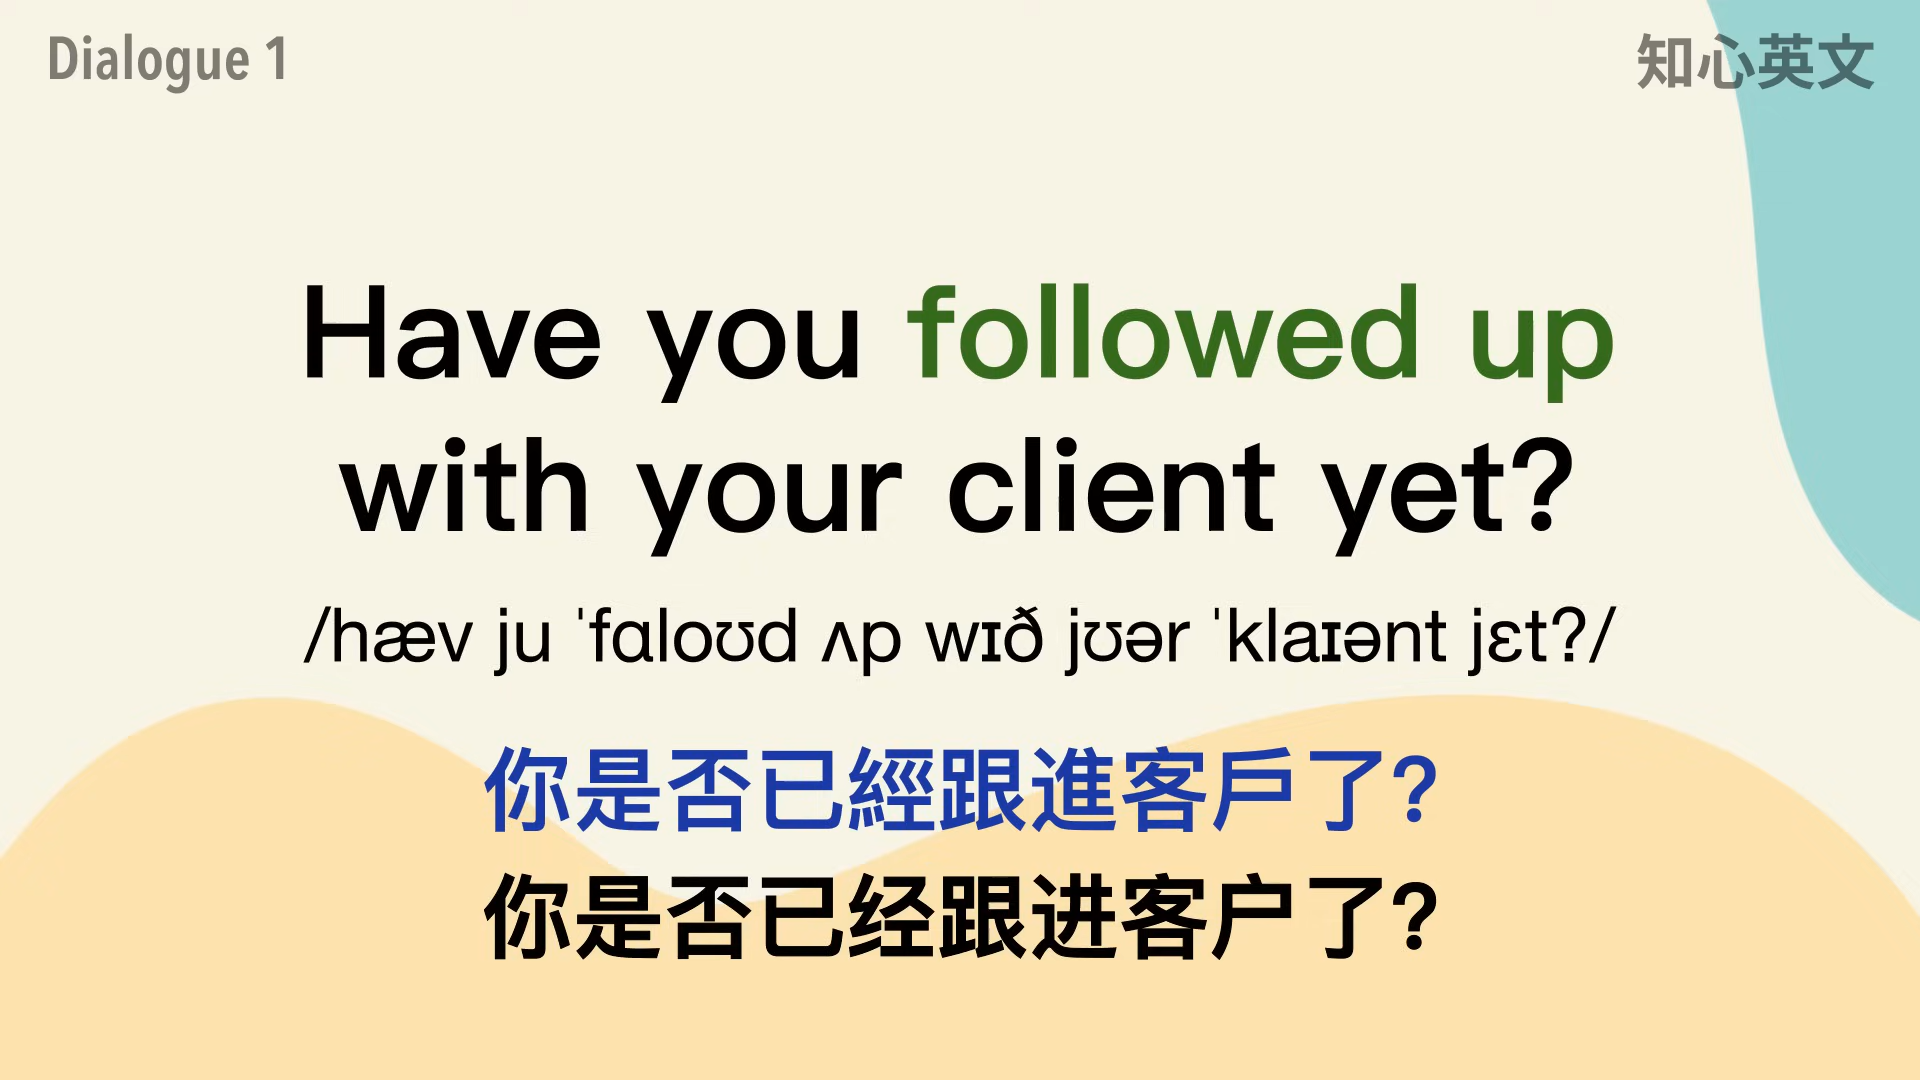 Dialogue 1
知心英文
Have you followed up
with your client yet?
/hæv ju ˈfɑloʊd ʌp wɪð jʊər ˈklaɪənt jɛt?/
你是否已經跟進客戶了?
你是否已经跟进客户了?